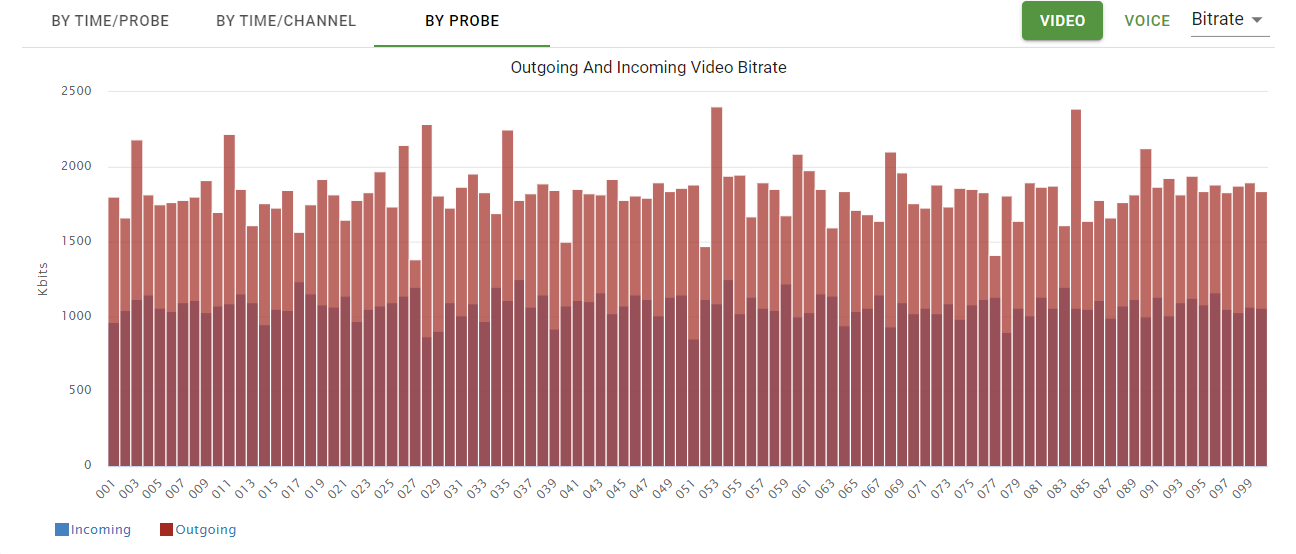 BY TIME/PROBE BY TIME/CHANNEL BY PROBE VIDEO VOICE Bitrate
Outgoing And Incoming Video Bitrate
2500
2000
1500
1000
500
0
Kbits
001 003 005 007 009 011 013 015 017 019 021 023 025 027 029 031 033 035 037 039 041 043 045 047 049 051 053 055 057 059 061 063 065 067 069 071 073 075 077 079 081 083 085 087 089 091 093 095 097 099
Incoming Outgoing